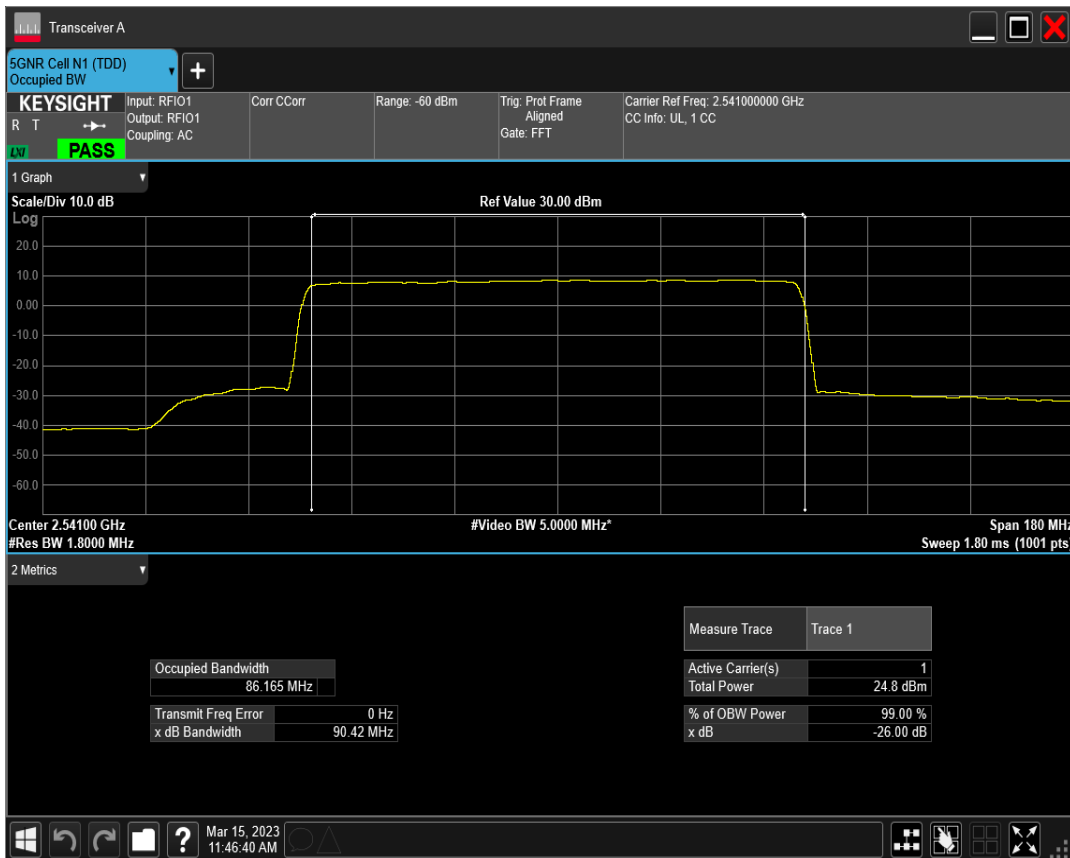 Transceiver A
5GNR Cell N1 (TDD)
Occupied BW
+
KEYSIGHT
R T
LXI
PASS
Input: RFIO1
Output: RFIO1
Coupling: AC
Corr CCorr
Range: -60 dBm
Trig: Prot Frame
Aligned
Gate: FFT
Carrier Ref Freq: 2.541000000 GHz
CC Info: UL, 1 CC
1 Graph
Scale/Div 10.0 dB
Ref Value 30.00 dBm
Log
20.0
10.0
0.00
-10.0
-20.0
-30.0
-40.0
-50.0
-60.0
Center 2.54100 GHz
#Video BW 5.0000 MHz*
Span 180 MHz
#Res BW 1.8000 MHz
Sweep 1.80 ms (1001 pts)
2 Metrics
Measure Trace Trace 1
Occupied Bandwidth
86.165 MHz
Active Carrier(s) 1
Total Power 24.8 dBm
Transmit Freq Error 0 Hz
x dB Bandwidth 90.42 MHz
% of OBW Power 99.00 %
x dB -26.00 dB
?
Mar 15, 2023
11:46:40 AM